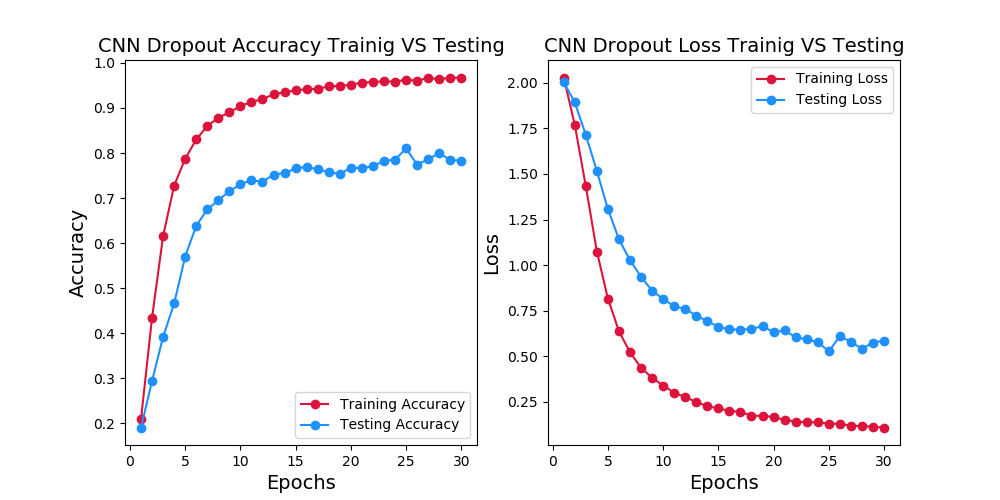 CNN Dropout Accuracy Trainig VS Testing
1.0
0.9
0.8
0.7
0.6
0.5
0.4
0.3
0.2
Accuracy
Training Accuracy
Testing Accuracy
0 5 10 15 20 25 30
Epochs
CNN Dropout Loss Trainig VS Testing
2.00
1.75
1.50
1.25
1.00
0.75
0.50
0.25
Loss
Training Loss
Testing Loss
0 5 10 15 20 25 30
Epochs